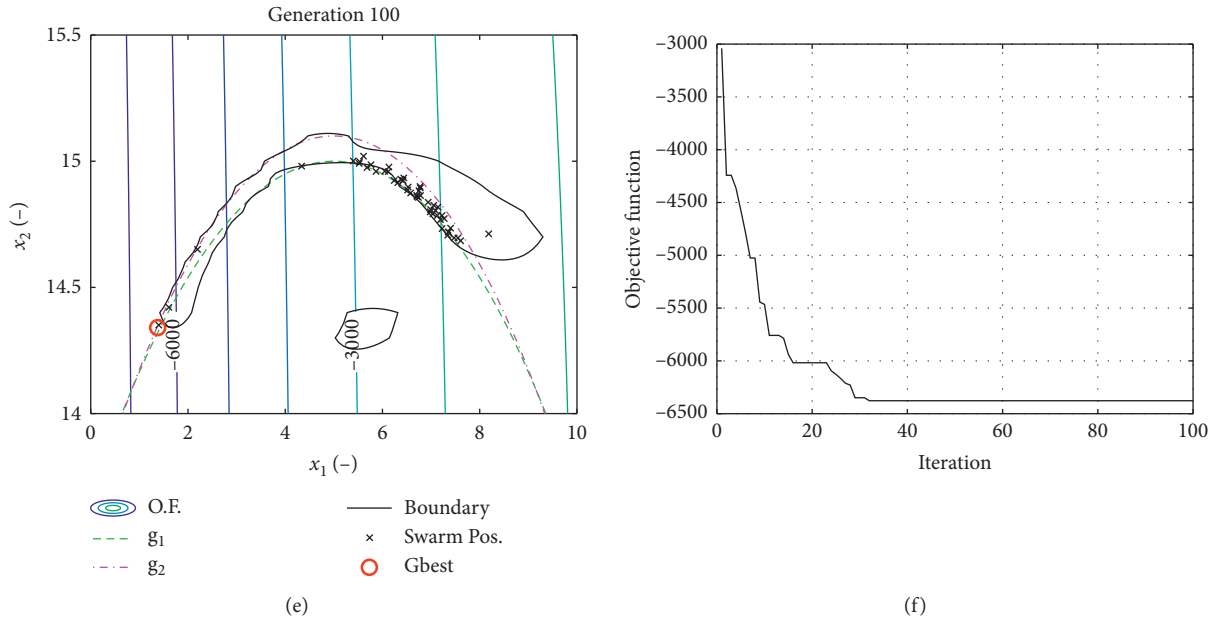 Generation 100
15.5
15
14.5
14
x2 (–)
–6000
–3000
0 2 4 6 8 10
x1 (–)
O.F.
g1
g2
Boundary
Swarm Pos.
Gbest
(e)
–3000
–3500
–4000
–4500
–5000
–5500
–6000
–6500
Objective function
0 20 40 60 80 100
Iteration
(f)